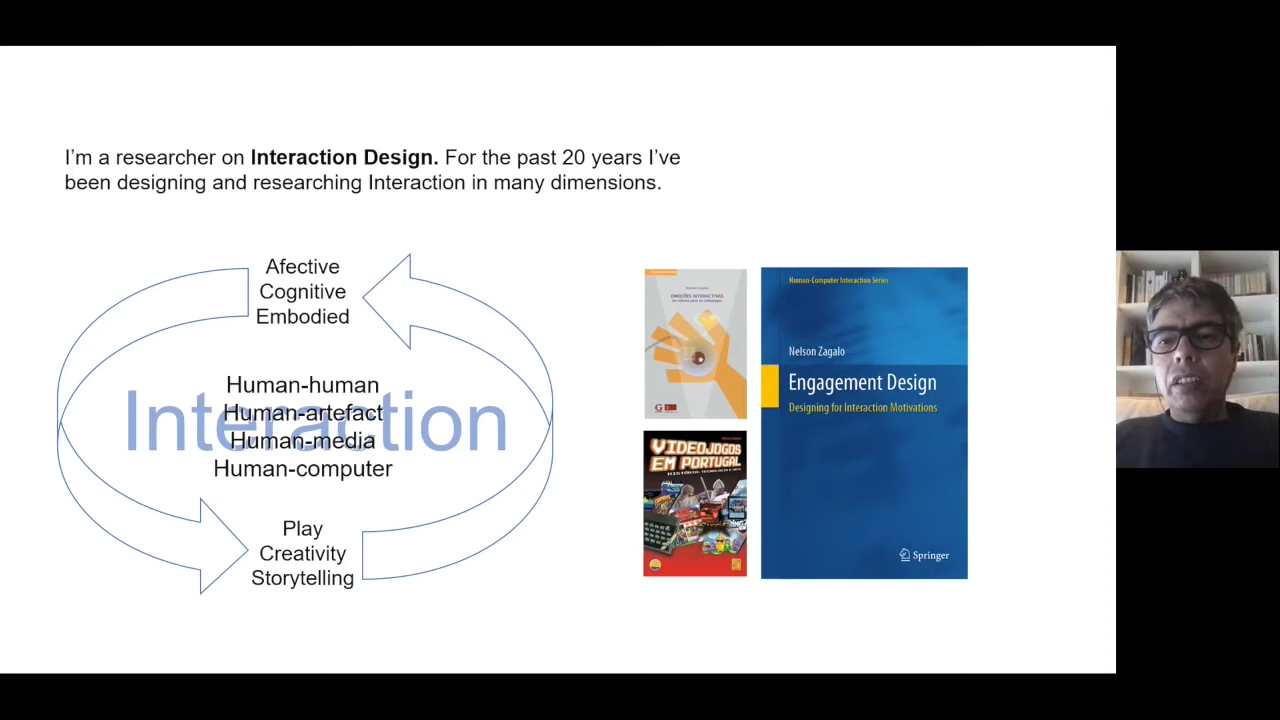 I'm a researcher on Interaction Design. For the past 20 years I've
been designing and researching Interaction in many dimensions.
Afective
Cognitive
Embodied
Interaction
Human-human
Human-artefact
Human-media
Human-computer
Play
Creativity
Storytelling
EMOÇÕES INTERACTIVAS
VIDEOJOGOS
EM PORTUGAL
Human-Computer Interaction Series
Nelson Zagalo
Engagement Design
Designing for Interaction Motivations
Springer